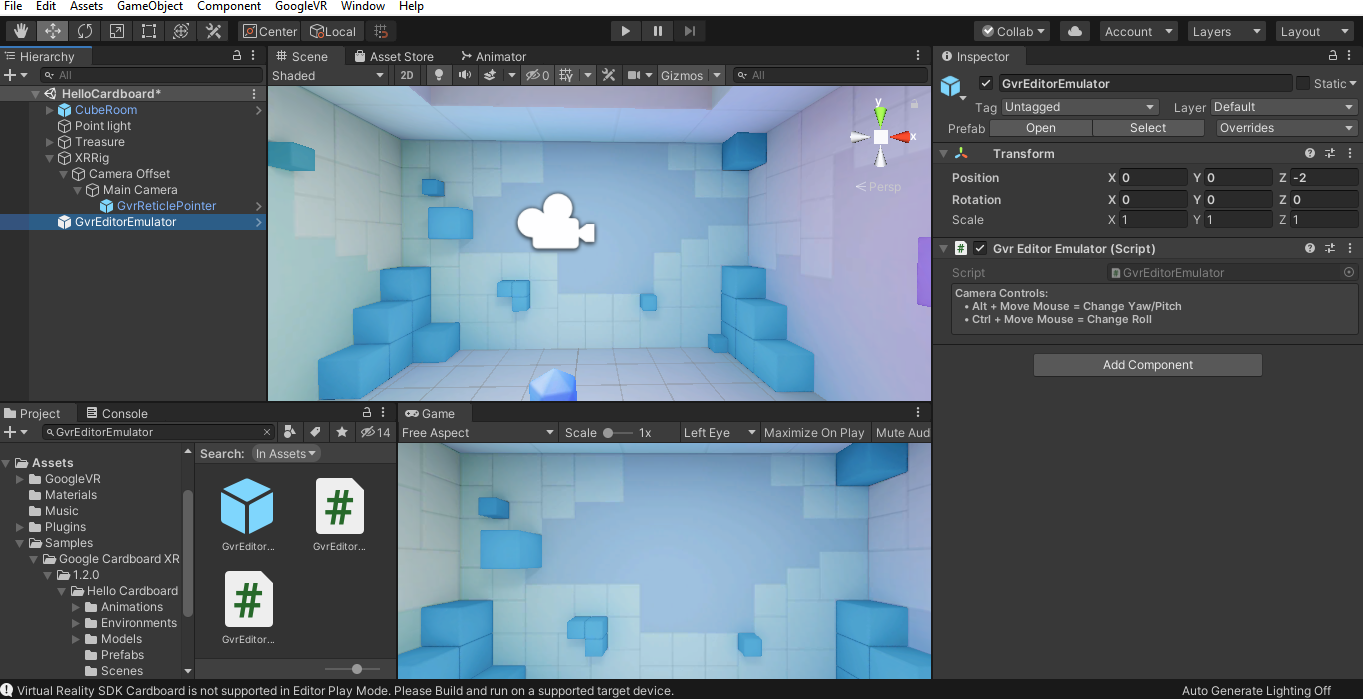 File Edit Assets GameObject Component GoogleVR Window Help
Center Local Collab Account Layers Layout
Hierarchy
All
HelloCardboard*
CubeRoom
Point light
Treasure
XRRig
Camera Offset
Main Camera
GvrReticlePointer
GvrEditorEmulator
Scene Asset Store Animator
Shaded 2D 0 Gizmos All
y
x
Persp
Inspector
GvrEditorEmulator Static
Tag Untagged Layer Default
Prefab Open Select Overrides
Transform
Position X 0 Y 0 Z -2
Rotation X 0 Y 0 Z 0
Scale X 1 Y 1 Z 1
# Gvr Editor Emulator (Script)
Script # GvrEditorEmulator
Camera Controls:
• Alt + Move Mouse = Change Yaw/Pitch
• Ctrl + Move Mouse = Change Roll
Add Component
Project Console
GvrEditorEmulator 14
Assets
GoogleVR
Materials
Music
Plugins
Samples
Google Cardboard XR
1.2.0
Hello Cardboard
Animations
Environments
Models
Prefabs
Scenes
Search: In Assets
#
GvrEditor... GvrEditor...
#
GvrEditor...
Game
Free Aspect Scale 1x Left Eye Maximize On Play Mute Aud
Virtual Reality SDK Cardboard is not supported in Editor Play Mode. Please Build and run on a supported target device. Auto Generate Lighting Off